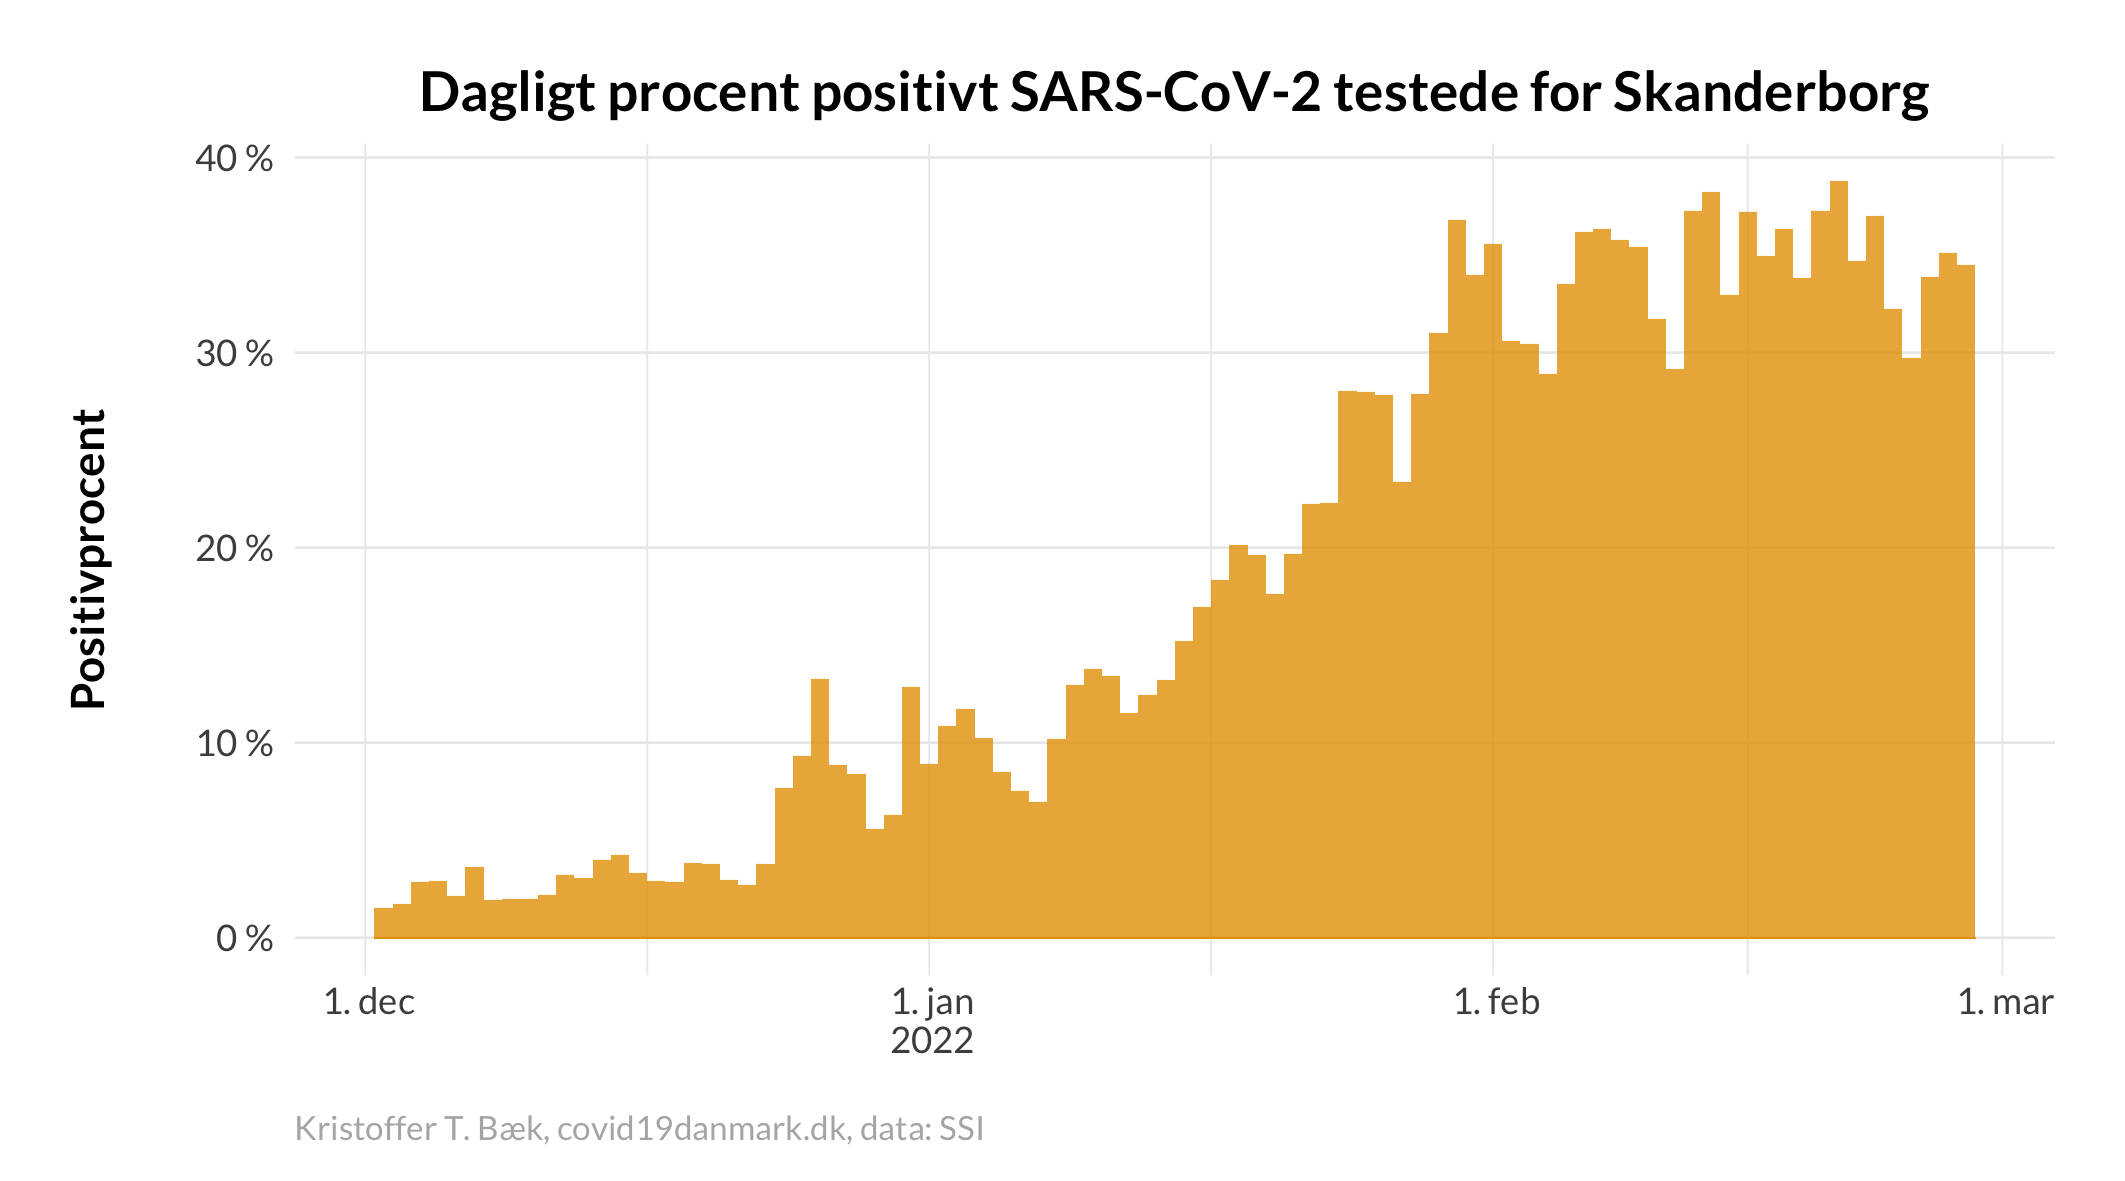 Dagligt procent positivt SARS-CoV-2 testede for Skanderborg
Positivprocent
40 %
30 %
20 %
10 %
0 %
1. dec
1. jan
2022
1. feb
1. mar
Kristoffer T. Bæk, covid19danmark.dk, data: SSI